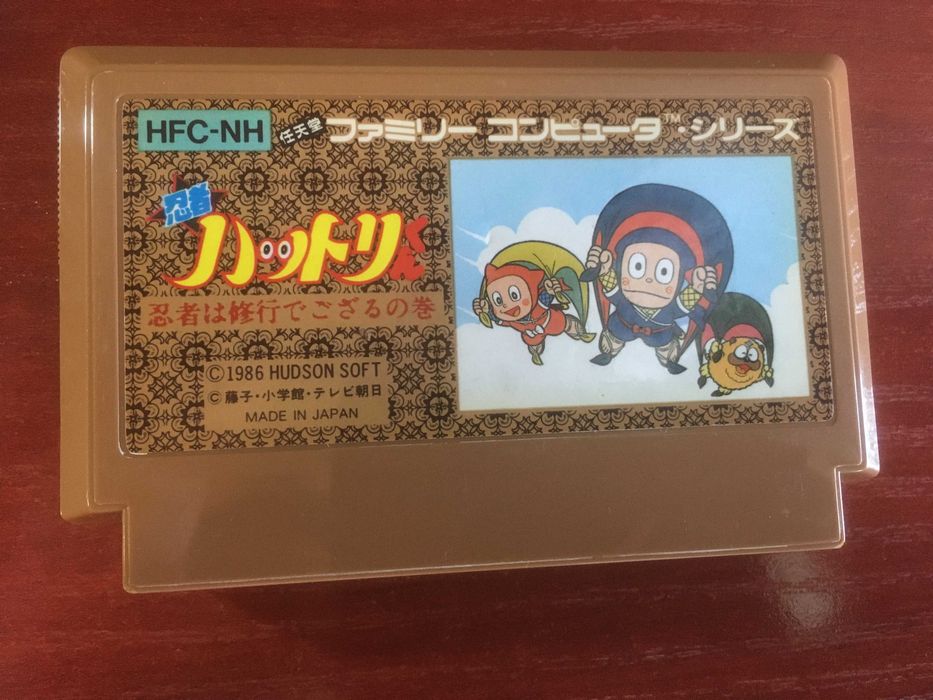 HFC-NH 任天堂 ファミリー コンピュータ™・シリーズ
忍者
ハットリくん
忍者は修行でござるの巻
©1986 HUDSON SOFT
©藤子・小学館・テレビ朝日
MADE IN JAPAN